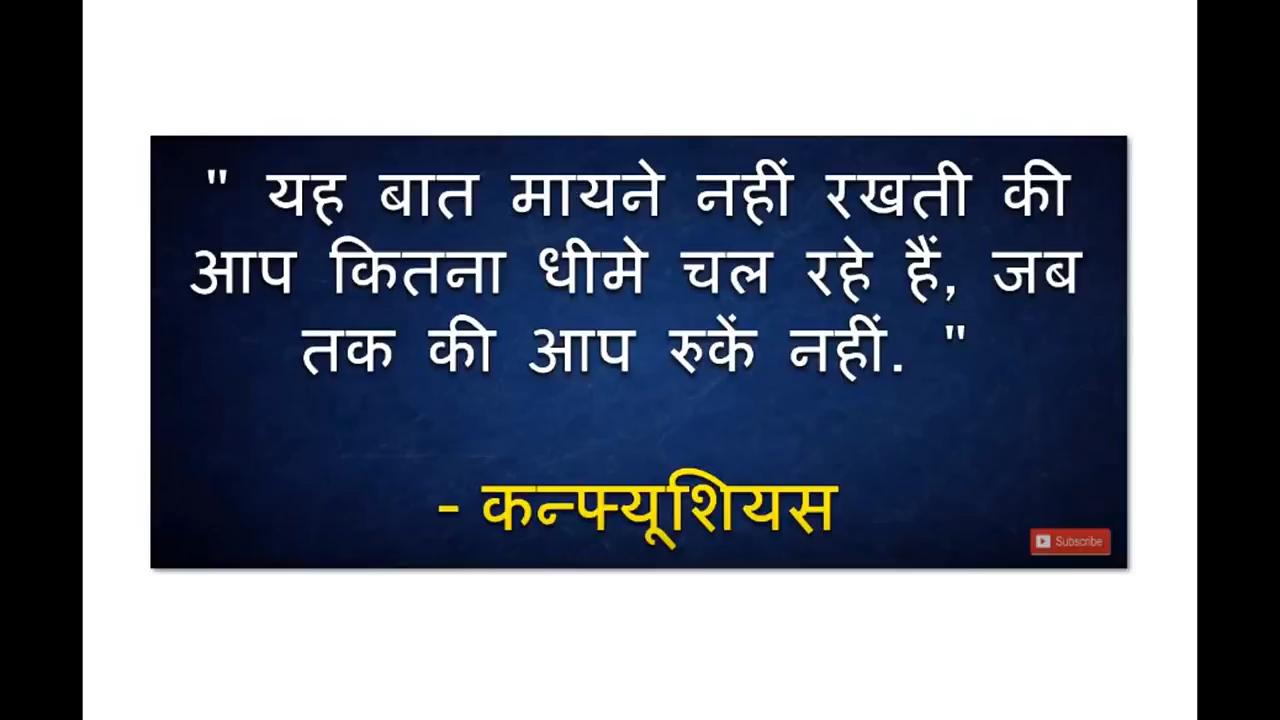 " यह बात मायने नहीं रखती की
आप कितना धीमे चल रहे हैं, जब
तक की आप रुकें नहीं. "
- कन्फ्यूशियस
Subscribe